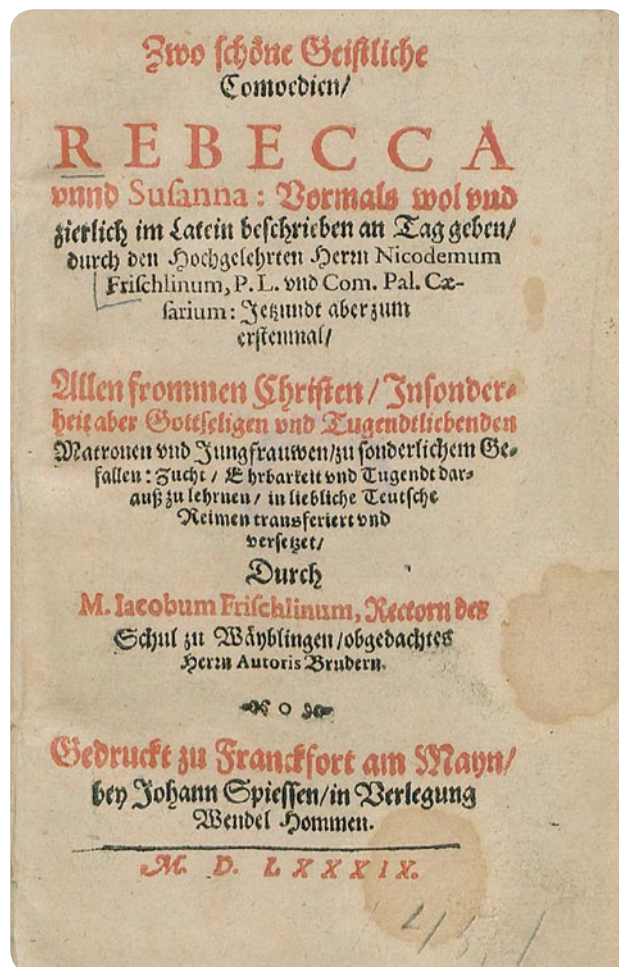 Zwo schöne Geistliche
Comoedien/
REBECCA
vnnd Susanna: Vormals wol vnd
zierlich im Latein beschrieben an Tag geben/
durch den Hochgelehrten Herrn Nicodemum
Frischlinum, P. L. vnd Com. Pal. Cæ-
sarium: Jetzundt aber zum
erstenmal/
Allen frommen Christen/ Insonder-
heit aber Gottseligen vnd Tugendtliebenden
Matronen vnd Jungfrauwen/zu sonderlichem Ge-
fallen: Zucht / Ehrbarkeit vnd Tugendt dar-
auß zu lehrnen / in liebliche Teutsche
Reimen transferiert vnd
versetzet/
Durch
M. Iacobum Frischlinum, Rectorn des
Schul zu Wäyblingen/obgedachtes
Herrn Autoris Brudern.
Gedruckt zu Franckfort am Mayn/
bey Johann Spiessen/in Verlegung
Wendel Hommen.
M. D. LXXXIX.